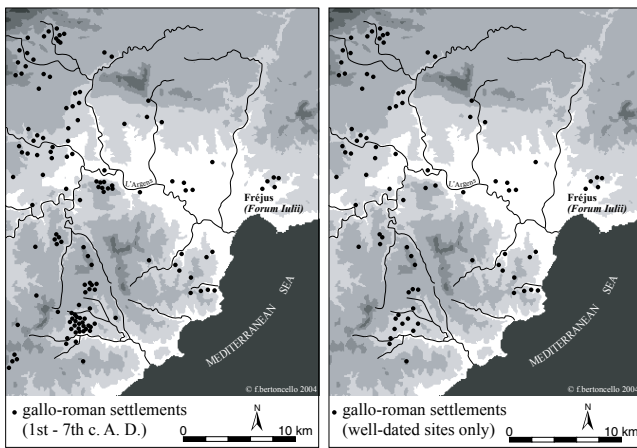 L'Argens
Fréjus
(Forum Iulii)
MEDITERRANEAN SEA
© f.bertoncello 2004
• gallo-roman settlements
(1st - 7th c. A. D.)
N
0 10 km
L'Argens
Fréjus
(Forum Iulii)
MEDITERRANEAN SEA
© f.bertoncello 2004
• gallo-roman settlements
(well-dated sites only)
N
0 10 km